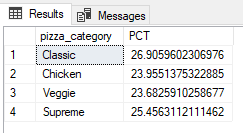 Results Messages
pizza_category PCT
1 Classic 26.9059602306976
2 Chicken 23.9551375322885
3 Veggie 23.6825910258677
4 Supreme 25.4563112111462